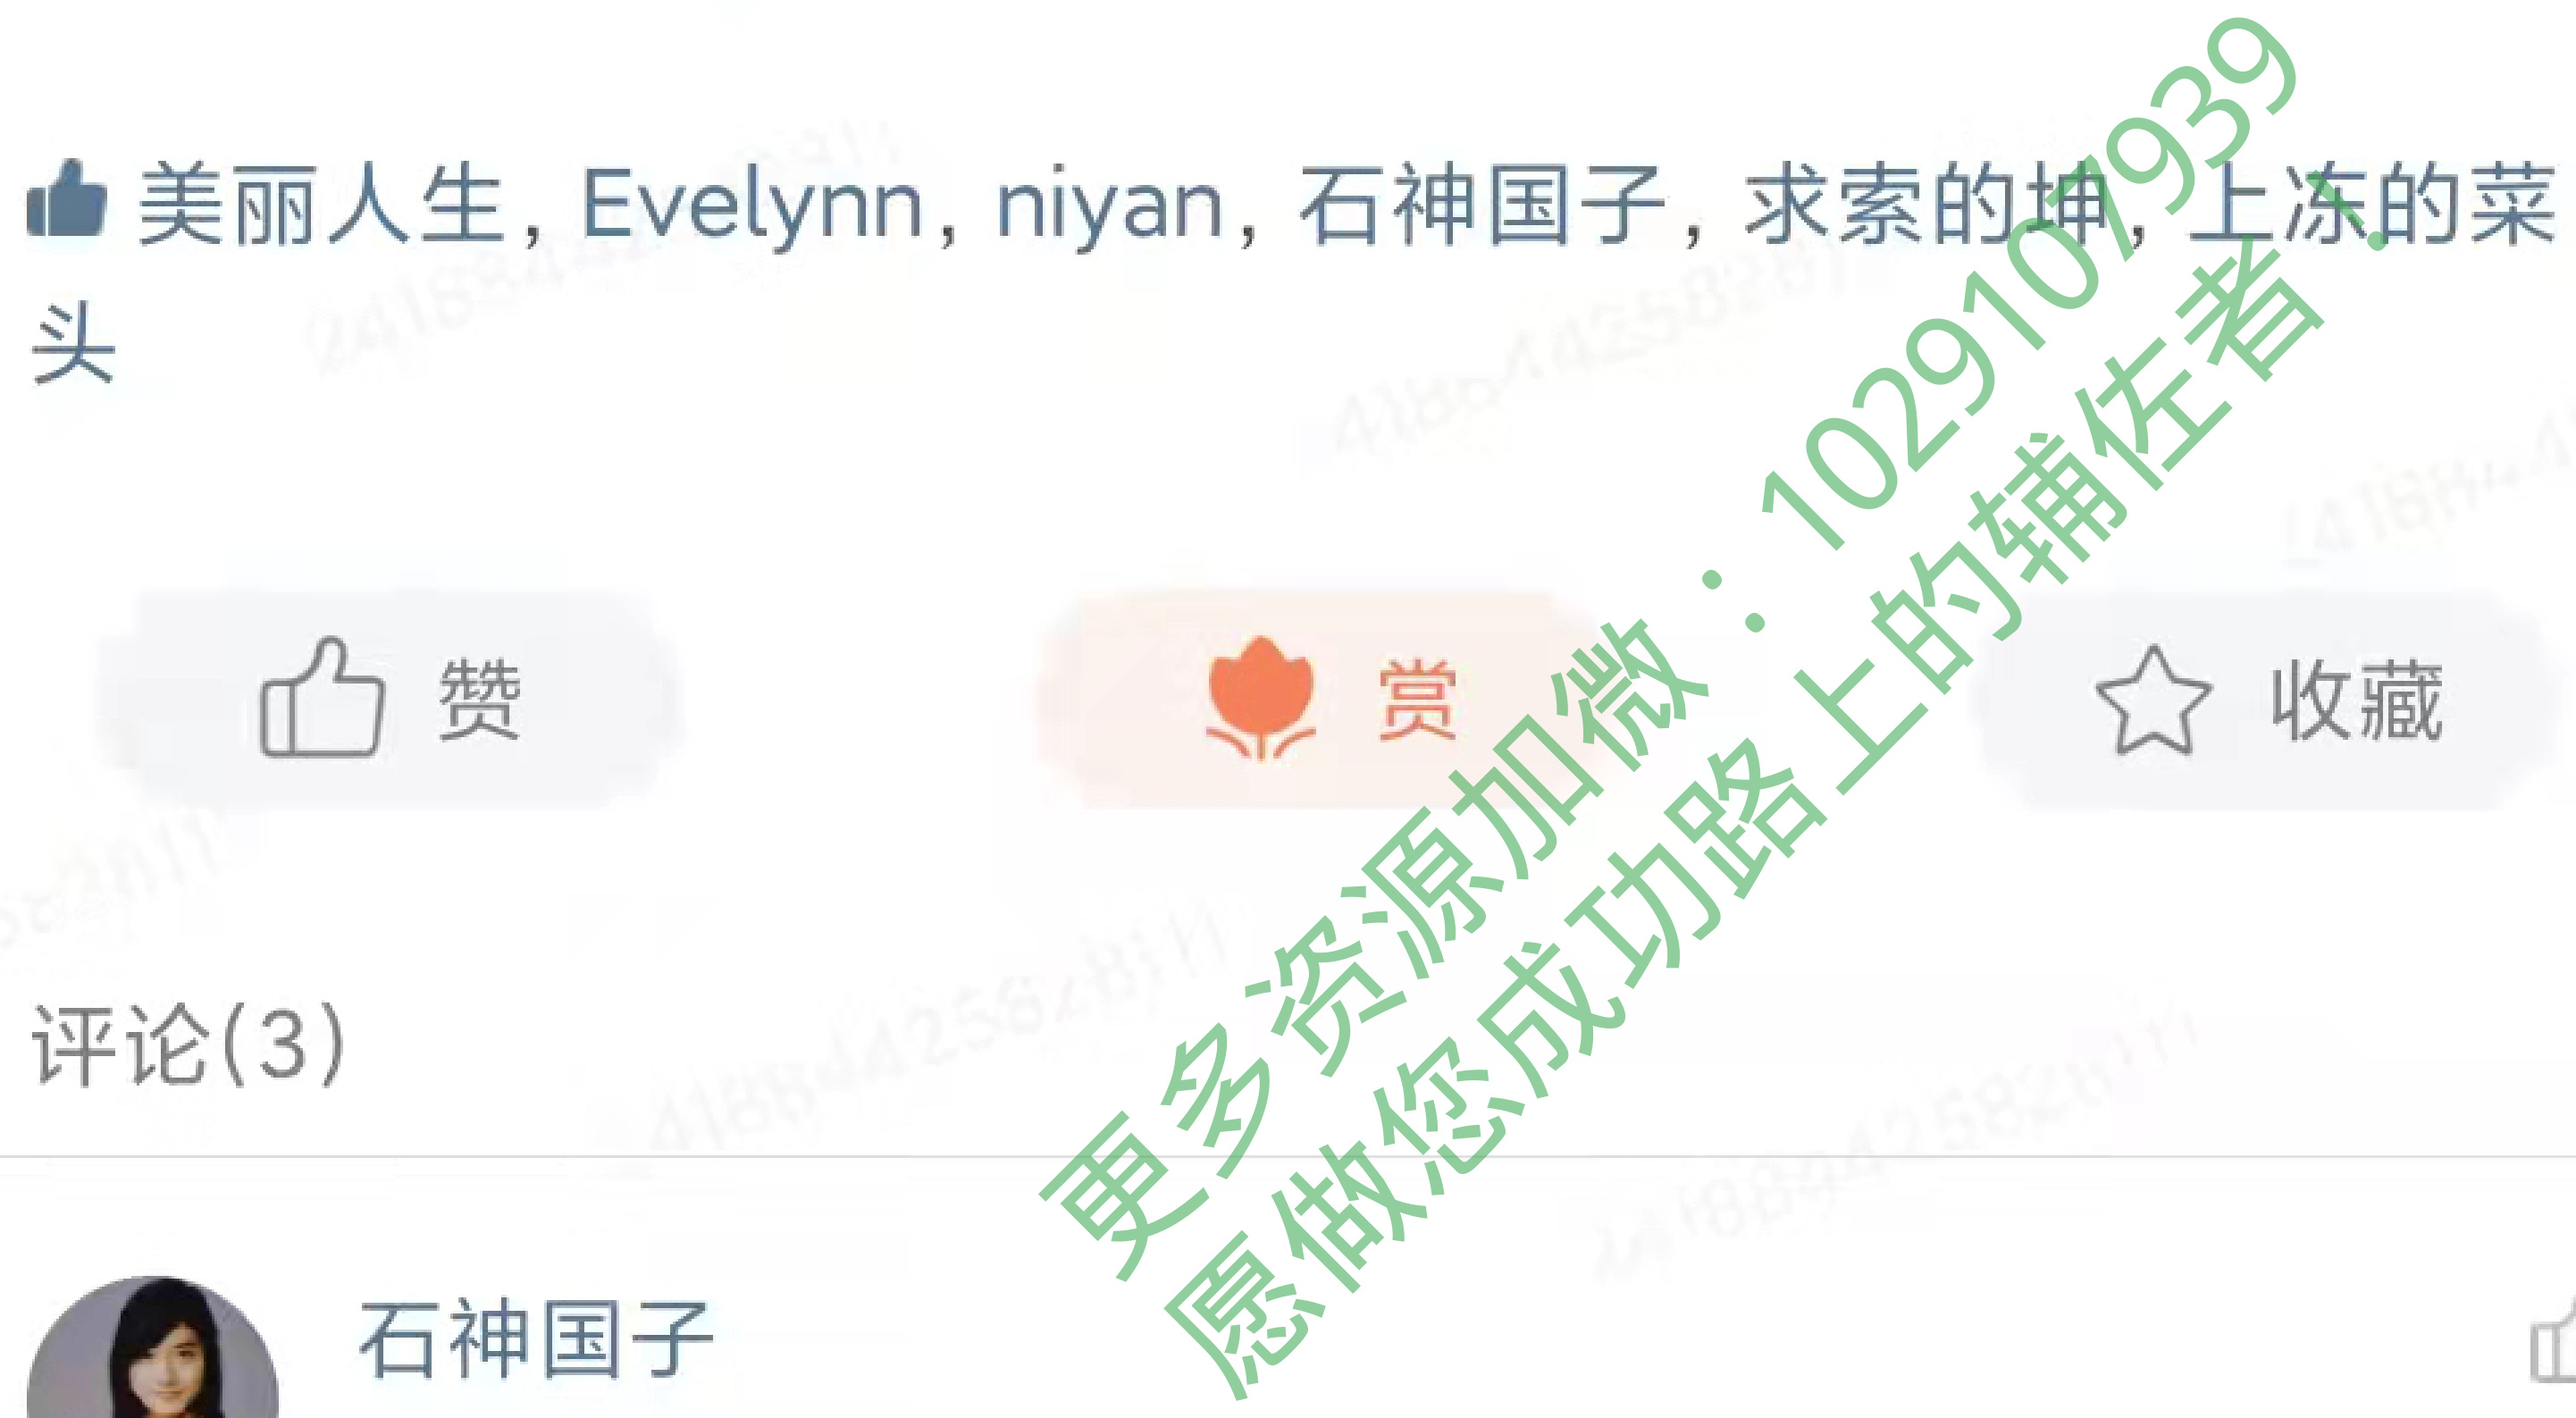 美丽人生, Evelynn, niyan, 石神国子, 求索的坤, 上冻的菜
头
赞
赏
收藏
评论(3)
石神国子
更多资源加微：1029107939
愿做您成功路上的辅佐者！